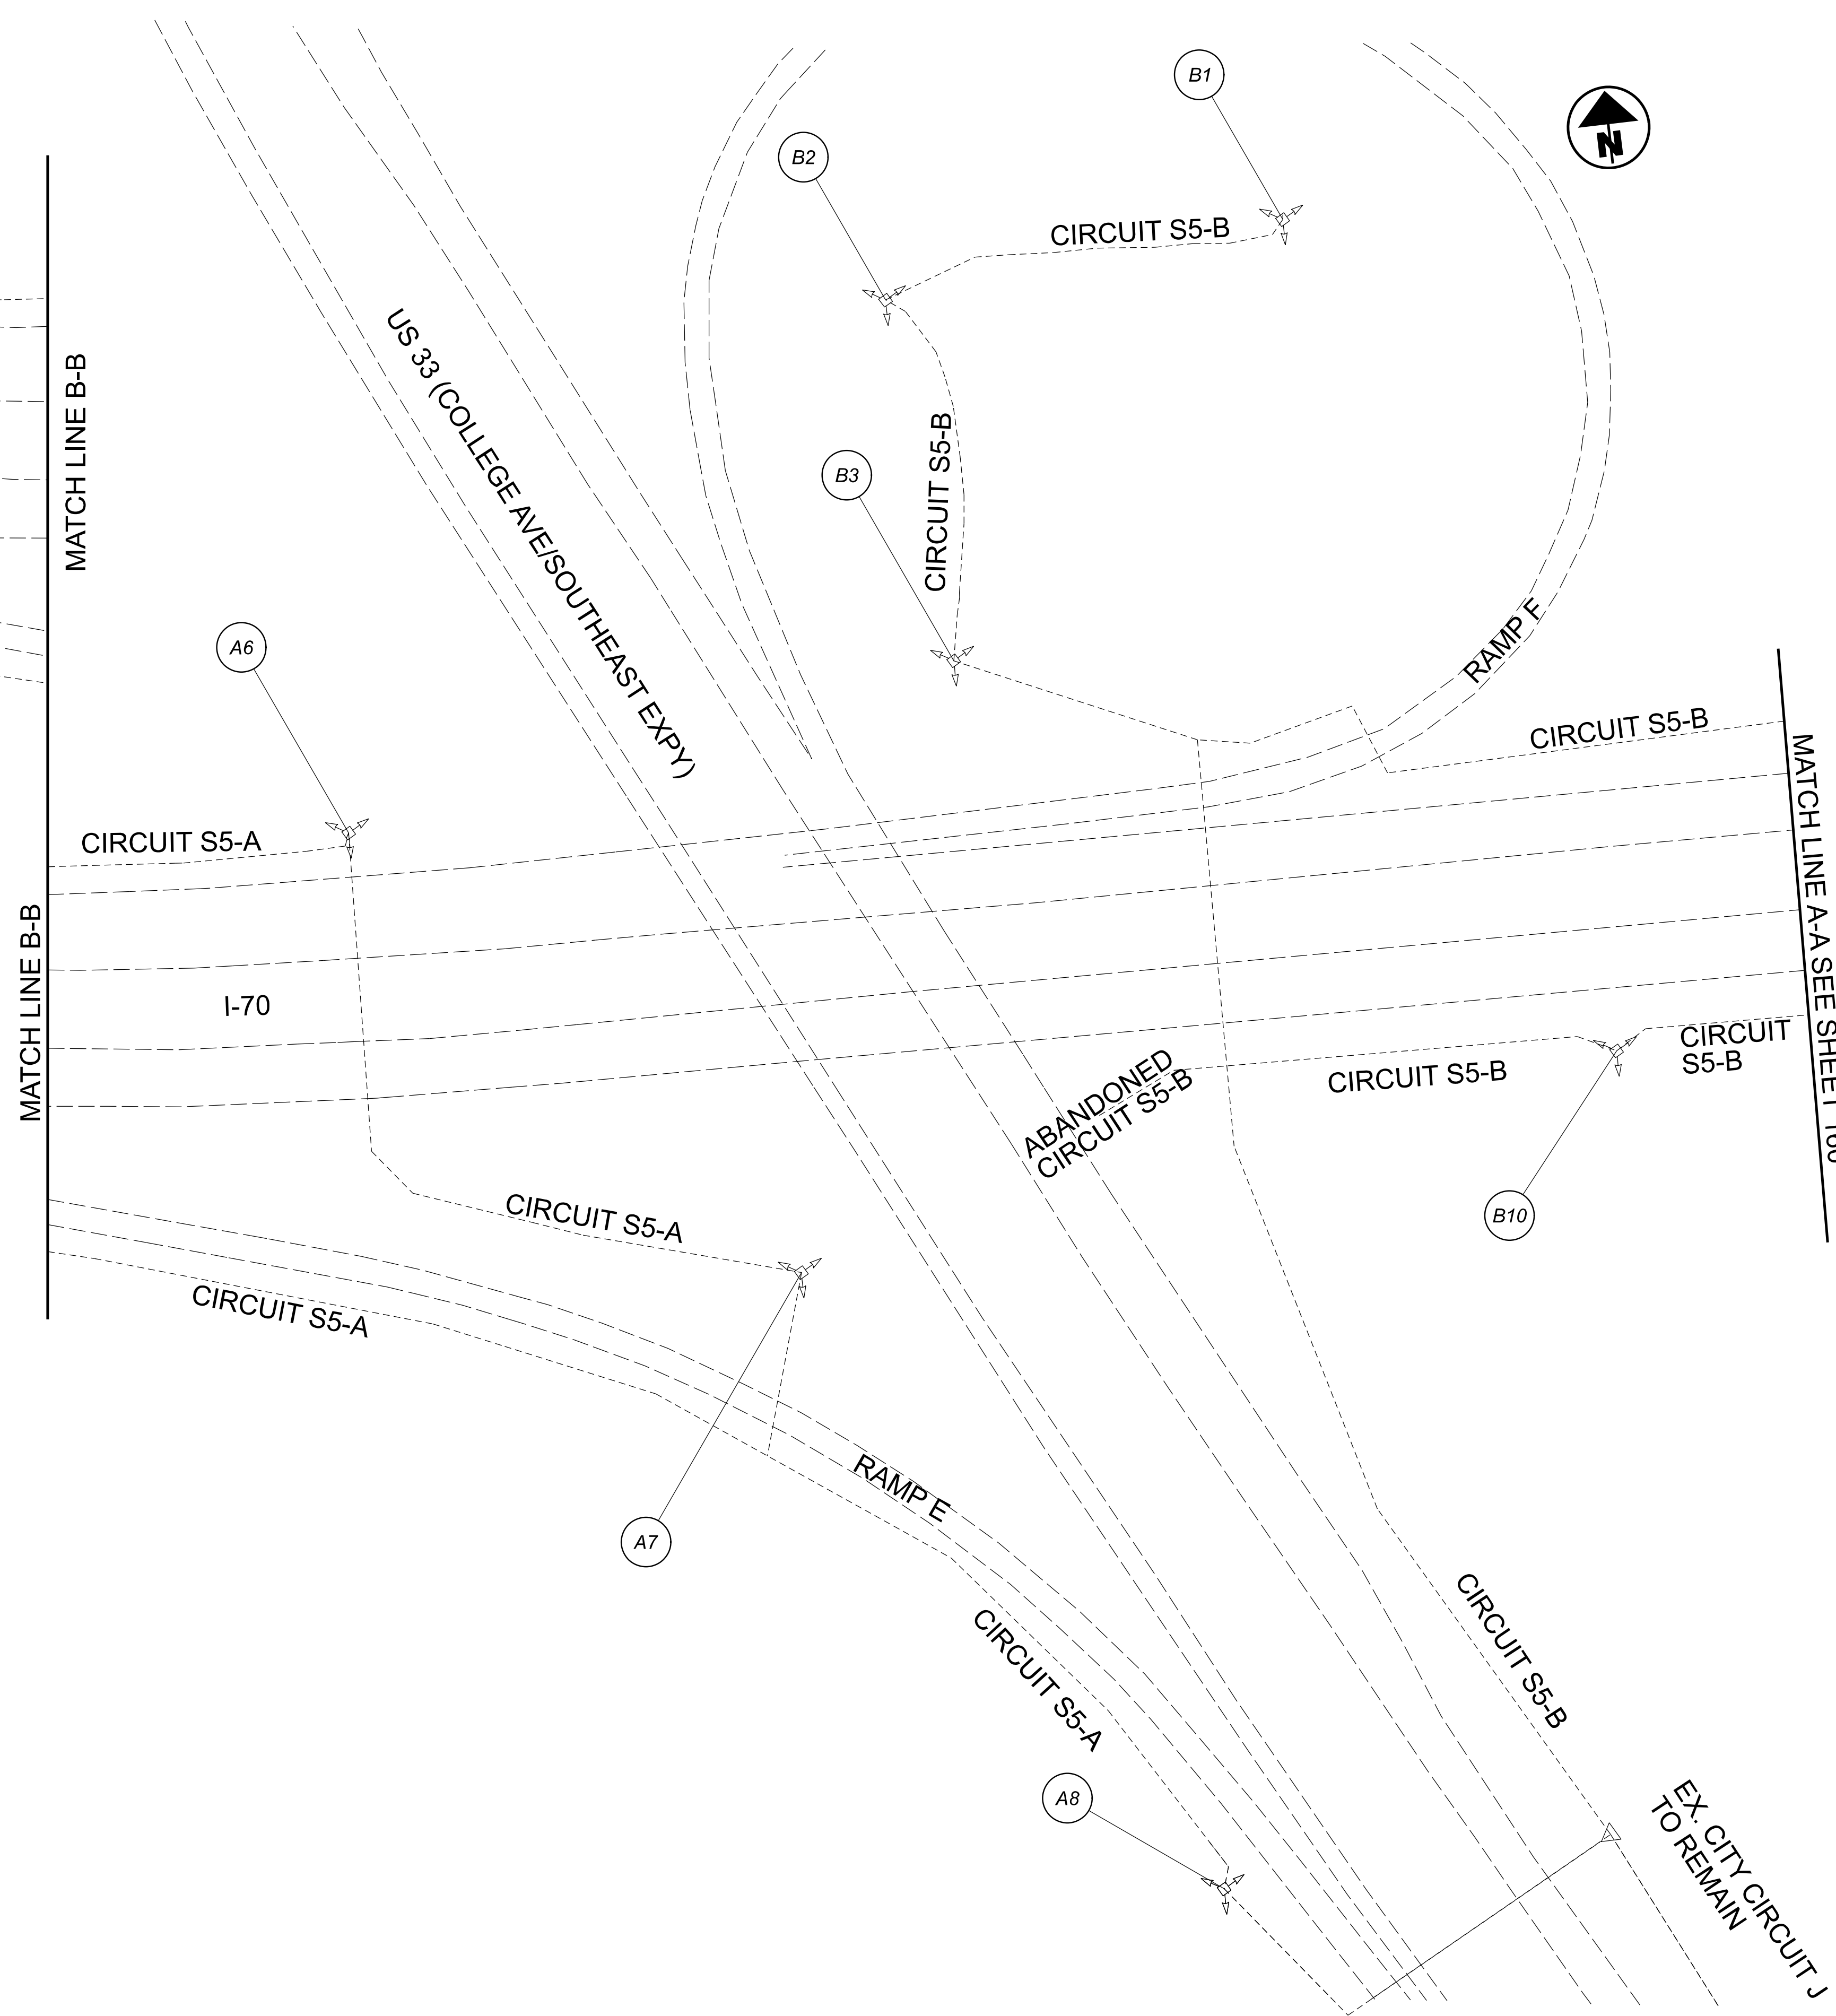 B1
B2
N
CIRCUIT S5-B
MATCH LINE B-B
US 33 (COLLEGE AVE/SOUTHEAST EXPY)
CIRCUIT S5-B
B3
RAMP F
A6
CIRCUIT S5-B
MATCH LINE A-A SEE SHEET
CIRCUIT S5-A
MATCH LINE B-B
I-70
CIRCUIT
S5-B
ABANDONED
CIRCUIT S5-B
CIRCUIT S5-B
B10
CIRCUIT S5-A
CIRCUIT S5-A
RAMP E
A7
CIRCUIT S5-A
CIRCUIT S5-B
A8
EX. CITY CIRCUIT J
TO REMAIN